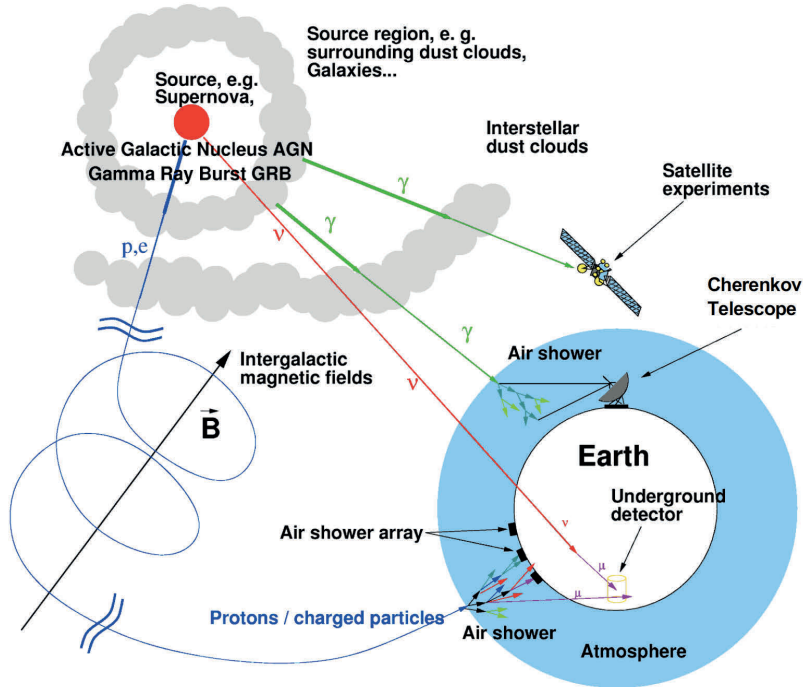 Source region, e. g.
surrounding dust clouds,
Galaxies...
Source, e.g.
Supernova,
Active Galactic Nucleus AGN
Gamma Ray Burst GRB
Interstellar
dust clouds
Satellite
experiments
γ
γ
ν
p,e
Cherenkov
Telescope
γ
Air shower
ν
Intergalactic
magnetic fields
B
Earth
Underground
detector
Air shower array
ν
μ
μ
Protons / charged particles
Air shower
Atmosphere